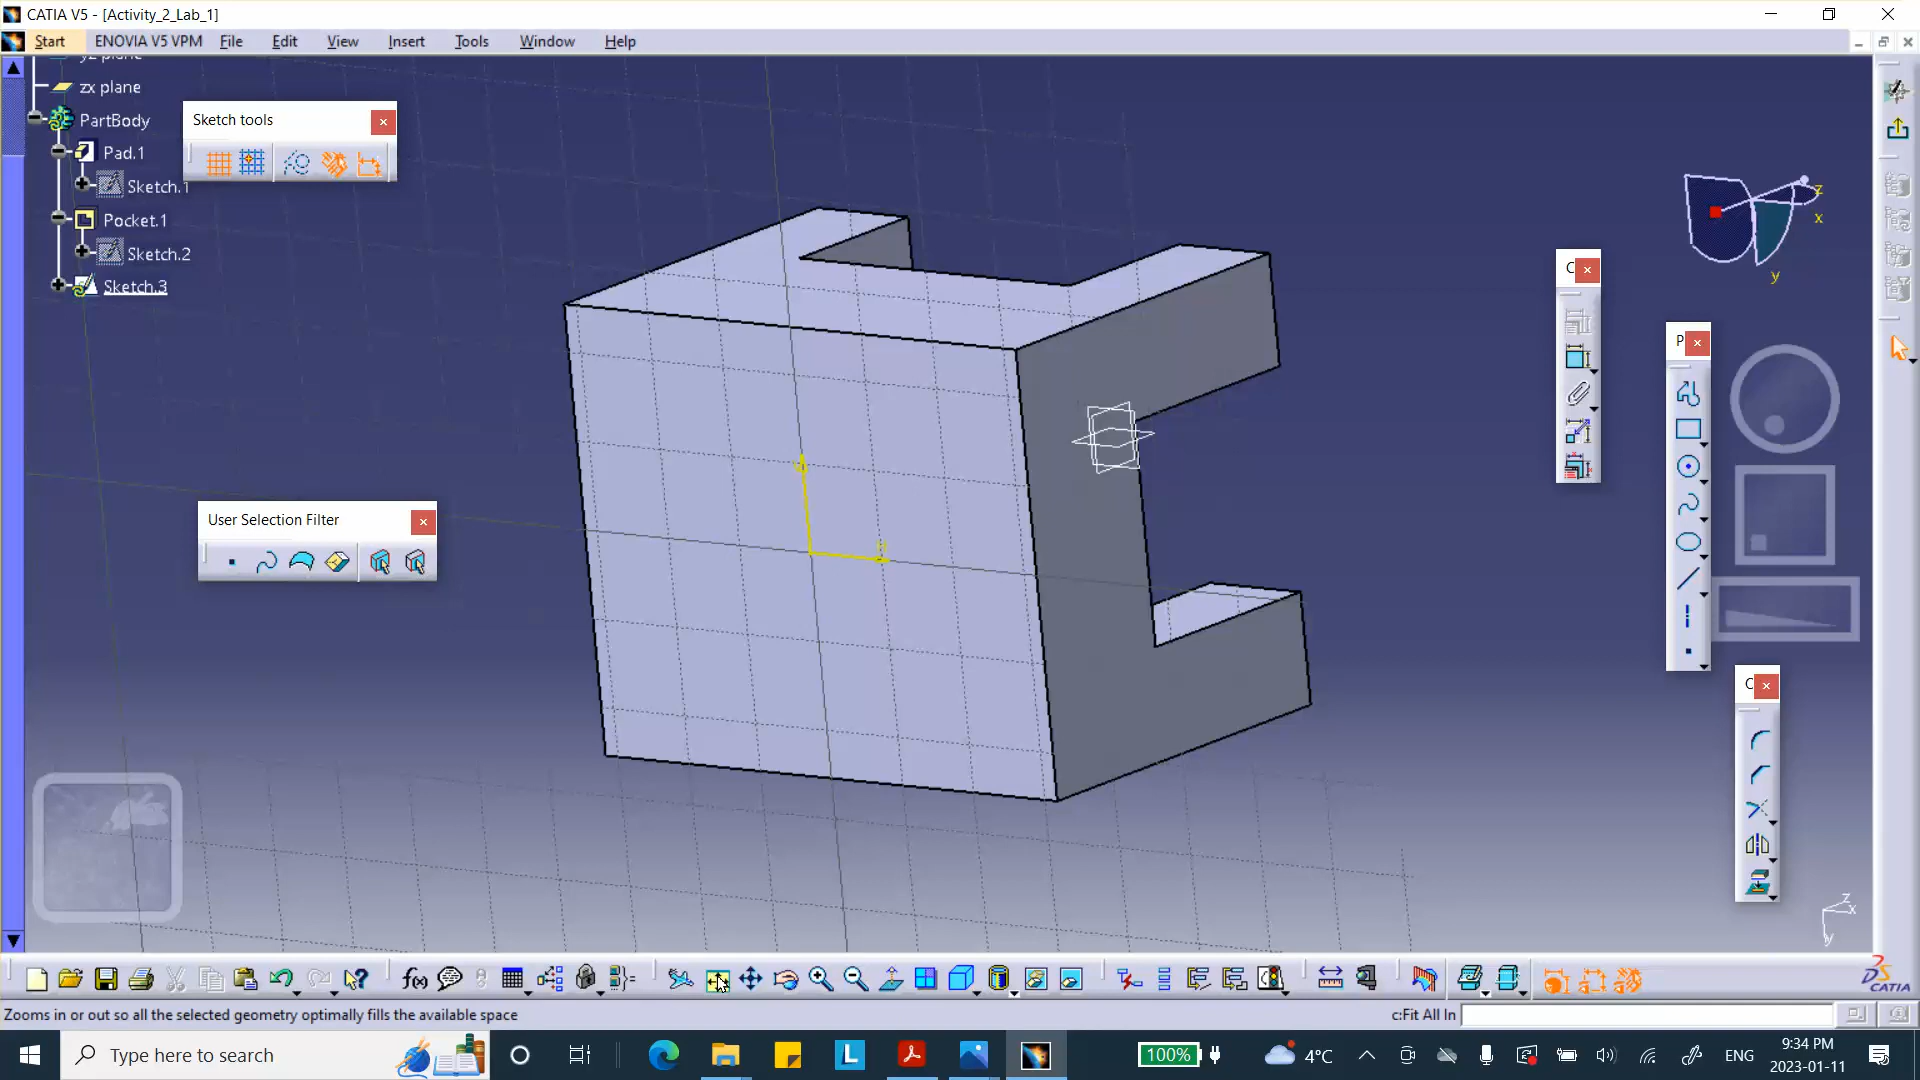 CATIA V5 - [Activity_2_Lab_1]
Start ENOVIA V5 VPM File Edit View Insert Tools Window Help
yz plane
zx plane
PartBody
Pad.1
Sketch.1
Pocket.1
Sketch.2
Sketch.3
Sketch tools
User Selection Filter
z
x
y
C
P
C
z
x
y
f(x)
CATIA
Zooms in or out so all the selected geometry optimally fills the available space
c:Fit All In
Type here to search
L
100%
4°C
ENG
9:34 PM
2023-01-11